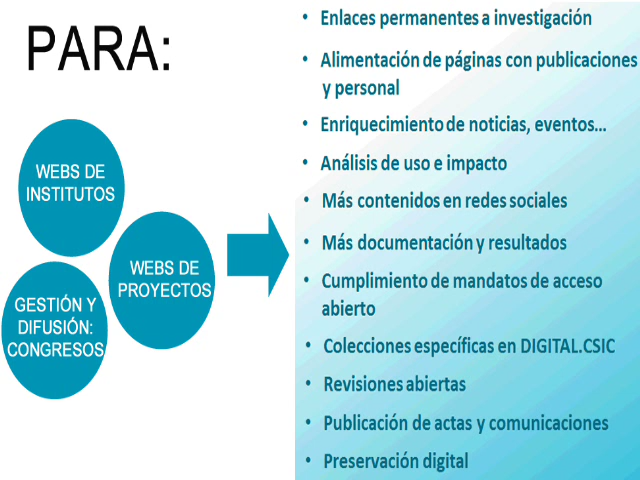 PARA:
WEBS DE
INSTITUTOS
WEBS DE
PROYECTOS
GESTIÓN Y
DIFUSIÓN:
CONGRESOS
• Enlaces permanentes a investigación
• Alimentación de páginas con publicaciones
y personal
• Enriquecimiento de noticias, eventos...
• Análisis de uso e impacto
• Más contenidos en redes sociales
• Más documentación y resultados
• Cumplimiento de mandatos de acceso
abierto
• Colecciones específicas en DIGITAL.CSIC
• Revisiones abiertas
• Publicación de actas y comunicaciones
• Preservación digital